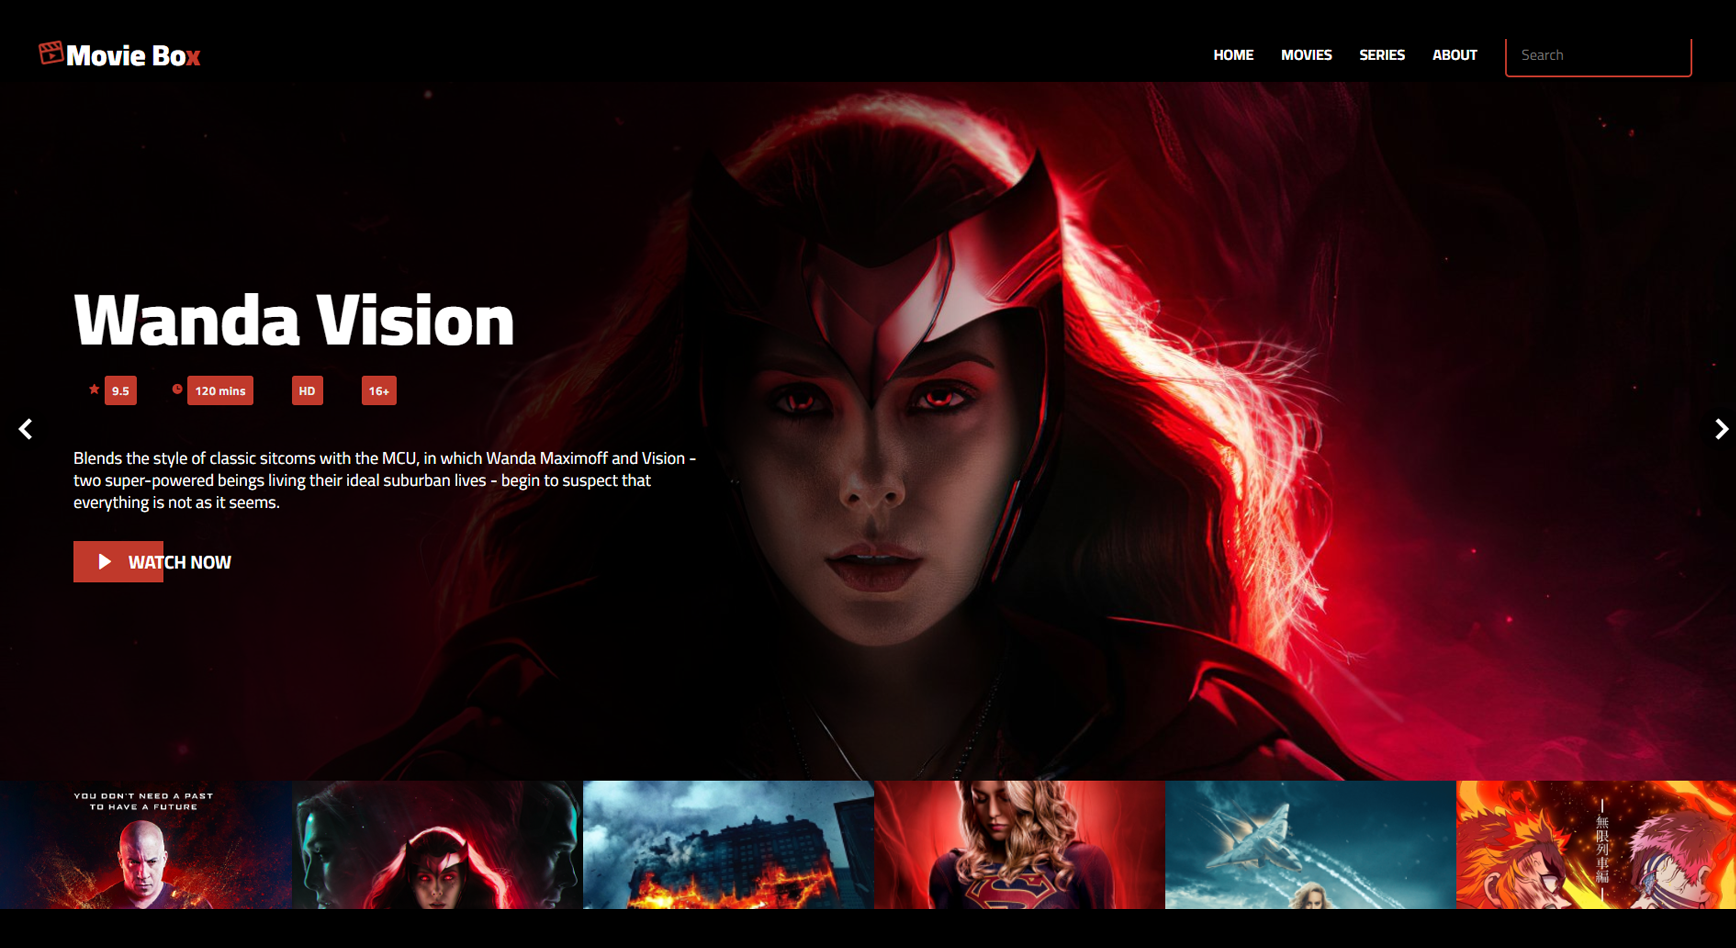 Movie Box
HOME
MOVIES
SERIES
ABOUT
Search
Wanda Vision
9.5
120 mins
HD
16+
Blends the style of classic sitcoms with the MCU, in which Wanda Maximoff and Vision -
two super-powered beings living their ideal suburban lives - begin to suspect that
everything is not as it seems.
WATCH NOW
YOU DON'T NEED A PAST
TO HAVE A FUTURE
無限列車編